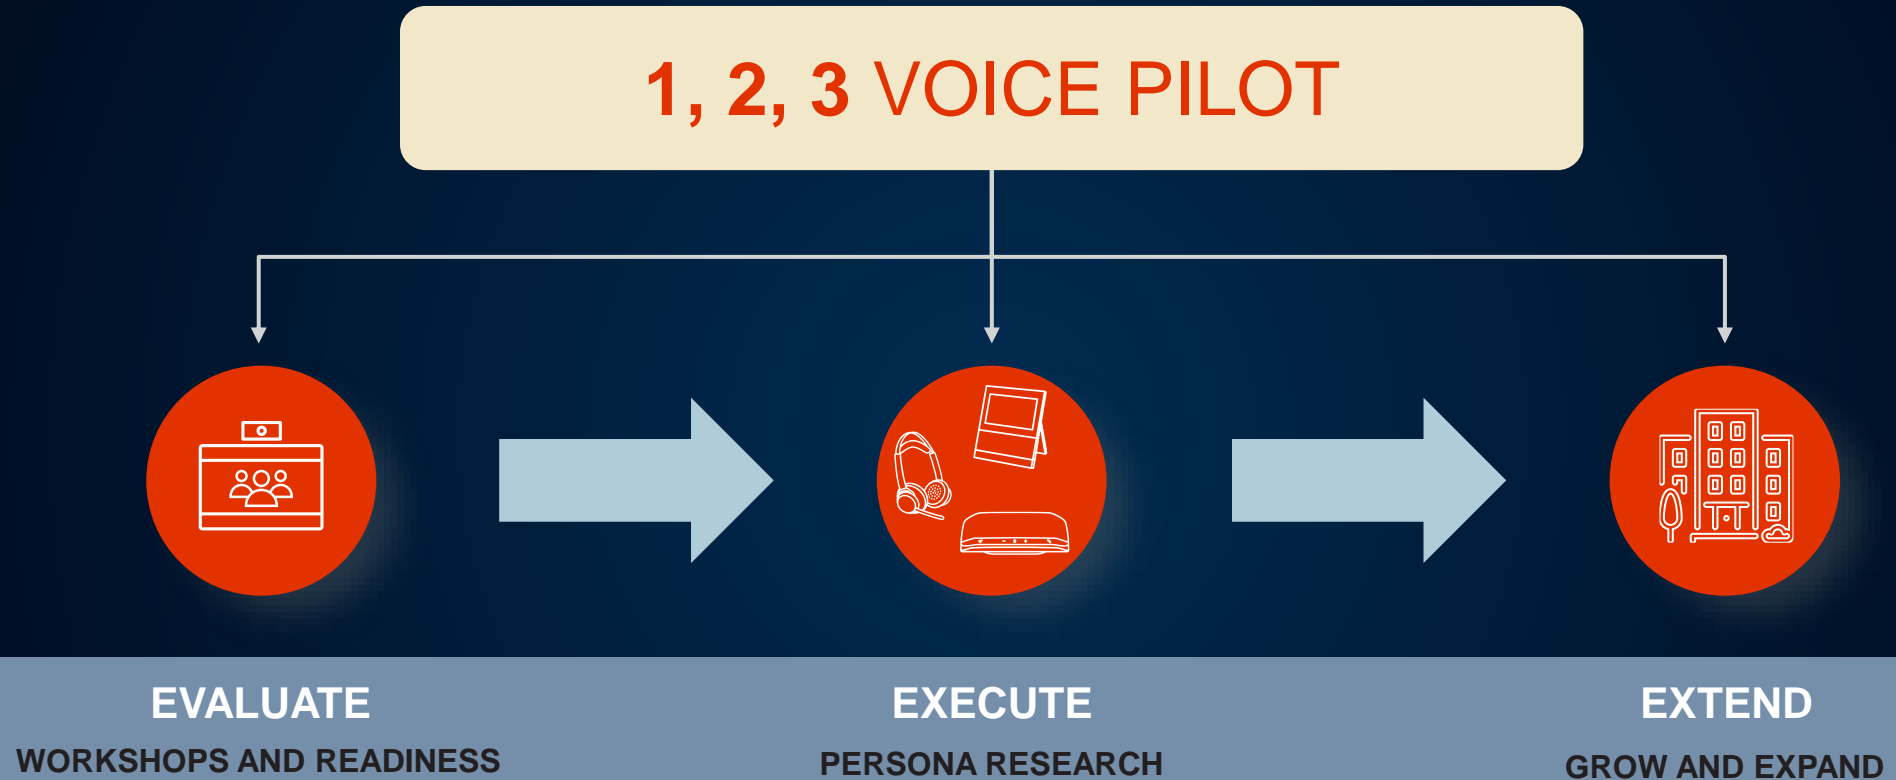 1, 2, 3 VOICE PILOT
EVALUATE
WORKSHOPS AND READINESS
EXECUTE
PERSONA RESEARCH
EXTEND
GROW AND EXPAND